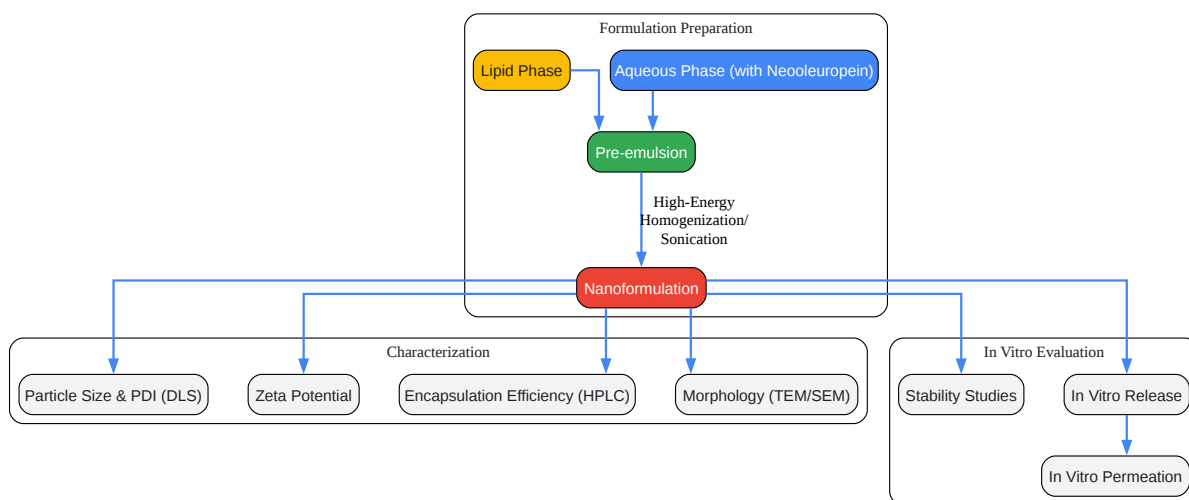 Formulation Preparation
Lipid Phase
Aqueous Phase (with Neooleuropein)
Pre-emulsion
High-Energy
Homogenization/
Sonication
Nanoformulation
Characterization
Particle Size & PDI (DLS)
Zeta Potential
Encapsulation Efficiency (HPLC)
Morphology (TEM/SEM)
In Vitro Evaluation
Stability Studies
In Vitro Release
In Vitro Permeation